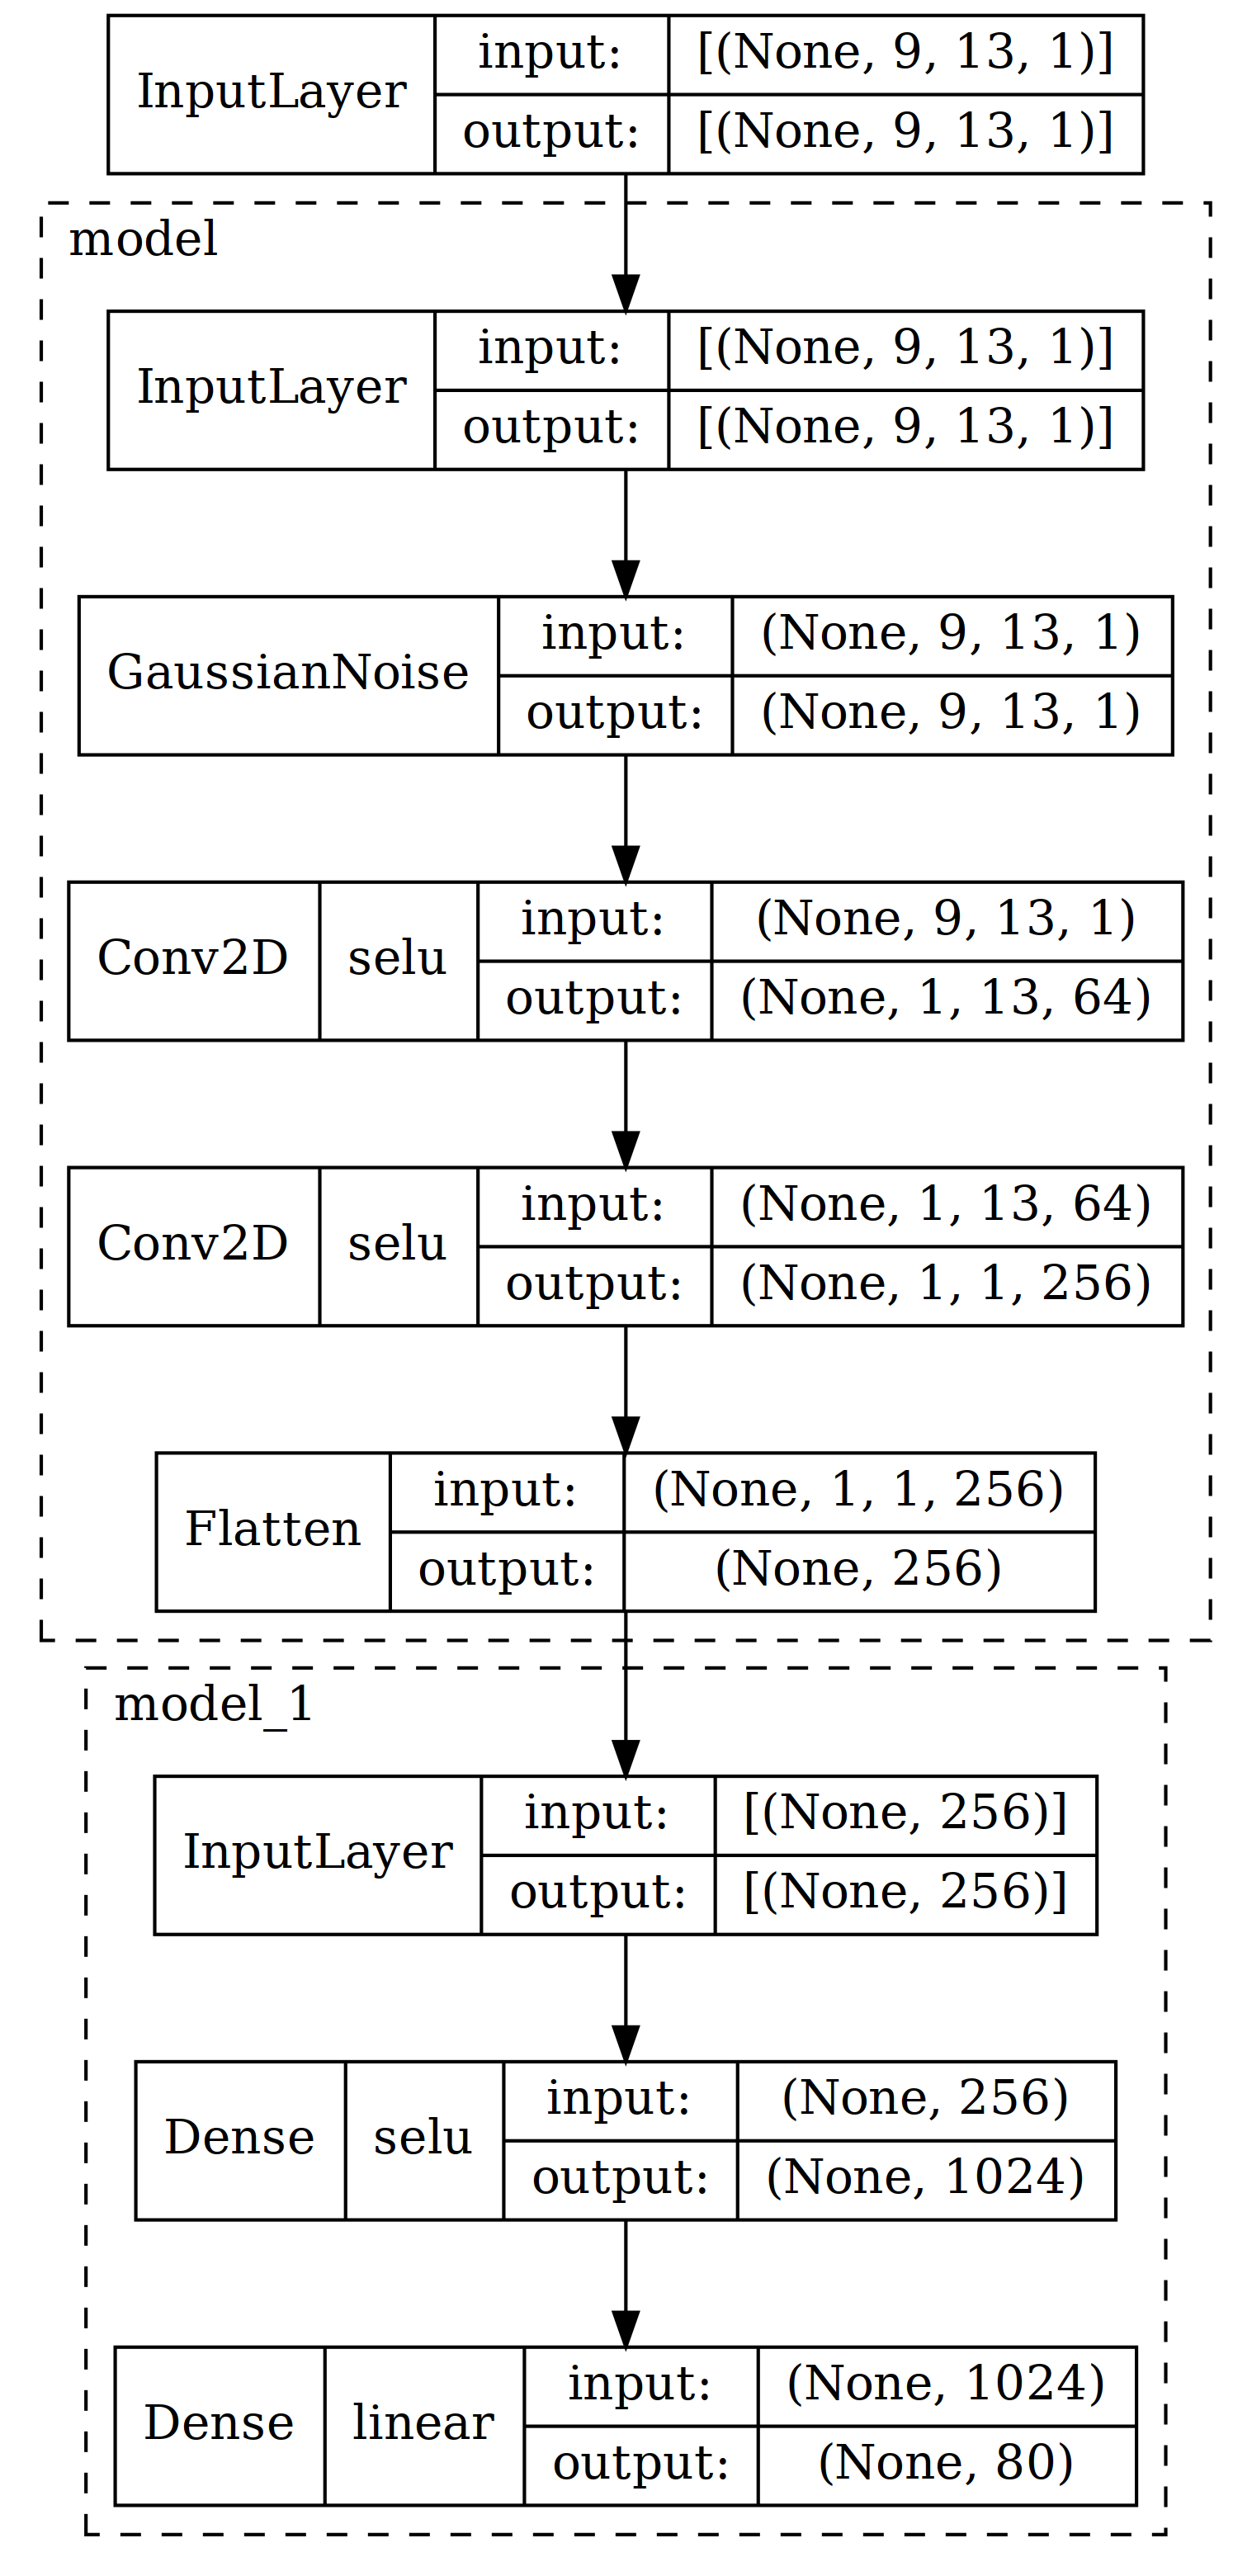 InputLayer input: [(None, 9, 13, 1)]
output: [(None, 9, 13, 1)]
model
InputLayer input: [(None, 9, 13, 1)]
output: [(None, 9, 13, 1)]
GaussianNoise input: (None, 9, 13, 1)
output: (None, 9, 13, 1)
Conv2D selu input: (None, 9, 13, 1)
output: (None, 1, 13, 64)
Conv2D selu input: (None, 1, 13, 64)
output: (None, 1, 1, 256)
Flatten input: (None, 1, 1, 256)
output: (None, 256)
model_1
InputLayer input: [(None, 256)]
output: [(None, 256)]
Dense selu input: (None, 256)
output: (None, 1024)
Dense linear input: (None, 1024)
output: (None, 80)